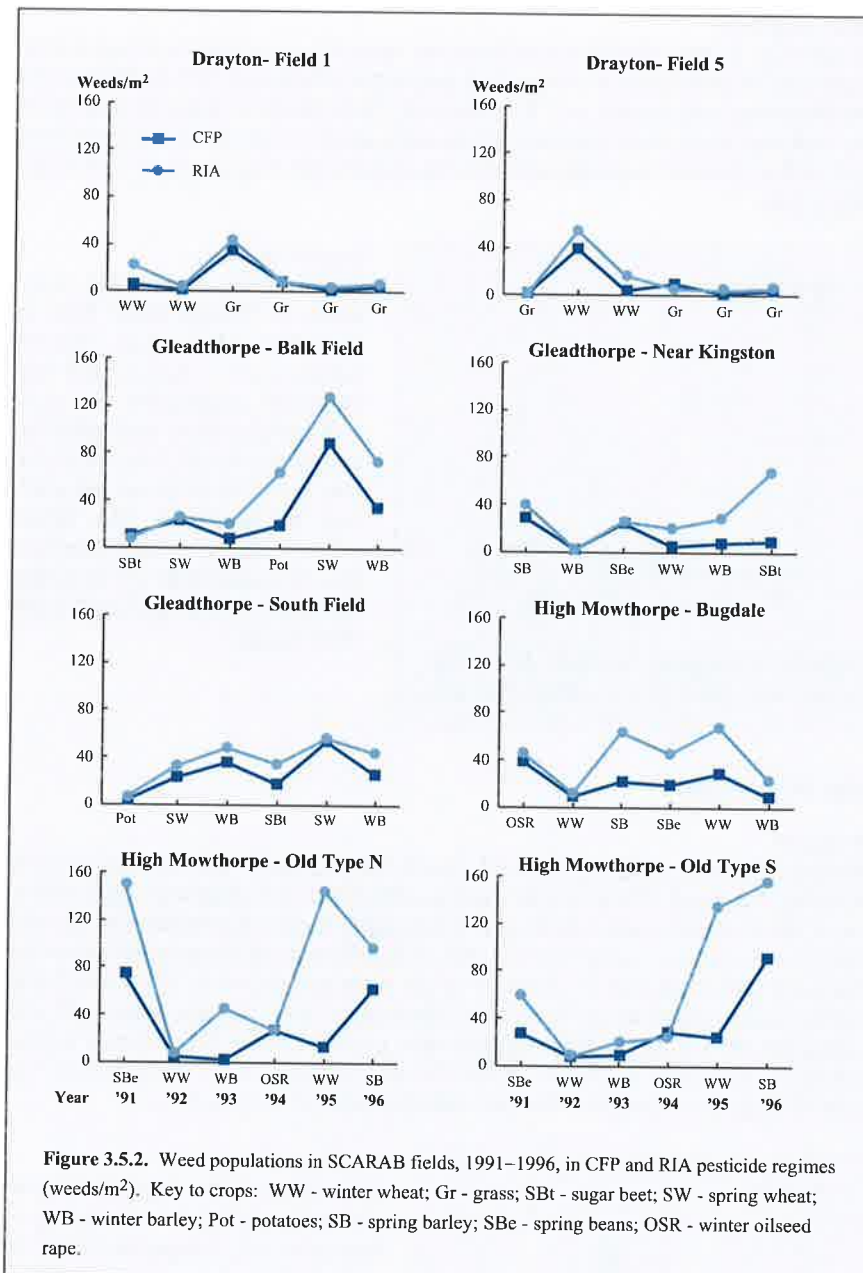 Drayton- Field 1
Weeds/m²
160
120
80
40
0
CFP
RIA
WW WW Gr Gr Gr Gr
Drayton- Field 5
160
120
80
40
0
Gr WW WW Gr Gr Gr
Gleadthorpe - Balk Field
160
120
80
40
0
SBt SW WB Pot SW WB
Gleadthorpe - Near Kingston
160
120
80
40
0
SB WB SBe WW WB SBt
Gleadthorpe - South Field
160
120
80
40
0
Pot SW WB SBt SW WB
High Mowthorpe - Bugdale
160
120
80
40
0
OSR WW SB SBe WW WB
High Mowthorpe - Old Type N
160
120
80
40
0
SBe WW WB OSR WW SB
Year '91 '92 '93 '94 '95 '96
High Mowthorpe - Old Type S
160
120
80
40
0
SBe WW WB OSR WW SB
'91 '92 '93 '94 '95 '96
Figure 3.5.2. Weed populations in SCARAB fields, 1991–1996, in CFP and RIA pesticide regimes
(weeds/m²). Key to crops: WW - winter wheat; Gr - grass; SBt - sugar beet; SW - spring wheat;
WB - winter barley; Pot - potatoes; SB - spring barley; SBe - spring beans; OSR - winter oilseed
rape.